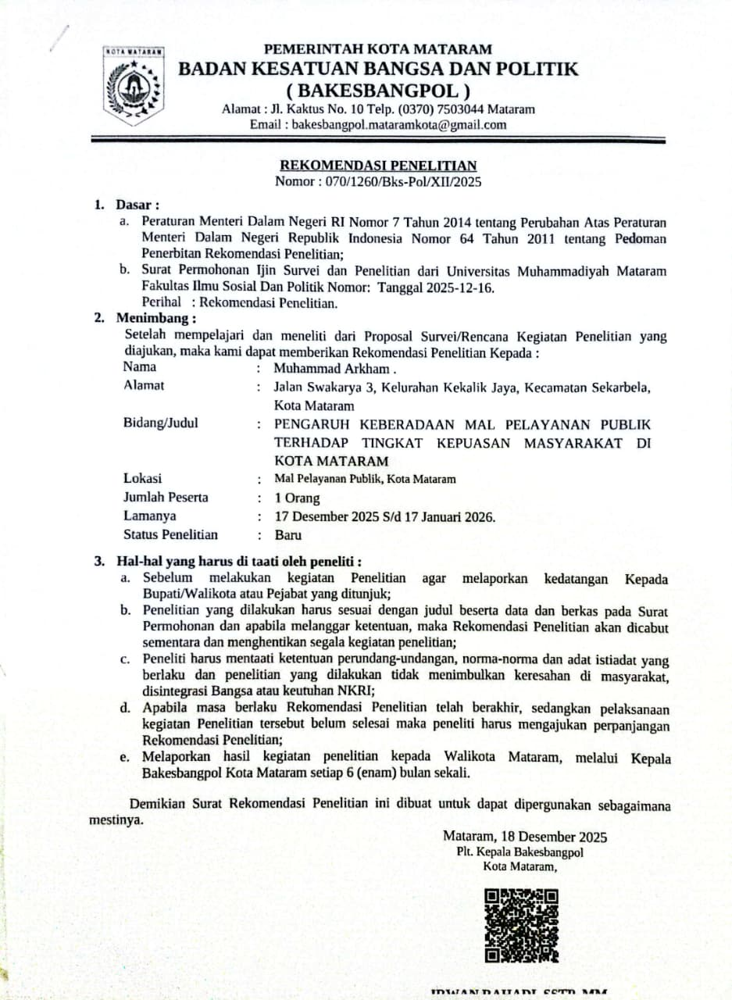 KOTA MATARAM
PEMERINTAH KOTA MATARAM
BADAN KESATUAN BANGSA DAN POLITIK
( BAKESBANGPOL )
Alamat : Jl. Kaktus No. 10 Telp. (0370) 7503044 Mataram
Email : bakesbangpol.mataramkota@gmail.com
REKOMENDASI PENELITIAN
Nomor : 070/1260/Bks-Pol/XII/2025
1. Dasar :
a. Peraturan Menteri Dalam Negeri RI Nomor 7 Tahun 2014 tentang Perubahan Atas Peraturan
Menteri Dalam Negeri Republik Indonesia Nomor 64 Tahun 2011 tentang Pedoman
Penerbitan Rekomendasi Penelitian;
b. Surat Permohonan Ijin Survei dan Penelitian dari Universitas Muhammadiyah Mataram
Fakultas Ilmu Sosial Dan Politik Nomor: Tanggal 2025-12-16.
Perihal : Rekomendasi Penelitian.
2. Menimbang :
Setelah mempelajari dan meneliti dari Proposal Survei/Rencana Kegiatan Penelitian yang
diajukan, maka kami dapat memberikan Rekomendasi Penelitian Kepada :
Nama : Muhammad Arkham .
Alamat : Jalan Swakarya 3, Kelurahan Kekalik Jaya, Kecamatan Sekarbela,
Kota Mataram
Bidang/Judul : PENGARUH KEBERADAAN MAL PELAYANAN PUBLIK
TERHADAP TINGKAT KEPUASAN MASYARAKAT DI
KOTA MATARAM
Lokasi : Mal Pelayanan Publik, Kota Mataram
Jumlah Peserta : 1 Orang
Lamanya : 17 Desember 2025 S/d 17 Januari 2026.
Status Penelitian : Baru
3. Hal-hal yang harus di taati oleh peneliti :
a. Sebelum melakukan kegiatan Penelitian agar melaporkan kedatangan Kepada
Bupati/Walikota atau Pejabat yang ditunjuk;
b. Penelitian yang dilakukan harus sesuai dengan judul beserta data dan berkas pada Surat
Permohonan dan apabila melanggar ketentuan, maka Rekomendasi Penelitian akan dicabut
sementara dan menghentikan segala kegiatan penelitian;
c. Peneliti harus mentaati ketentuan perundang-undangan, norma-norma dan adat istiadat yang
berlaku dan penelitian yang dilakukan tidak menimbulkan keresahan di masyarakat,
disintegrasi Bangsa atau keutuhan NKRI;
d. Apabila masa berlaku Rekomendasi Penelitian telah berakhir, sedangkan pelaksanaan
kegiatan Penelitian tersebut belum selesai maka peneliti harus mengajukan perpanjangan
Rekomendasi Penelitian;
e. Melaporkan hasil kegiatan penelitian kepada Walikota Mataram, melalui Kepala
Bakesbangpol Kota Mataram setiap 6 (enam) bulan sekali.
Demikian Surat Rekomendasi Penelitian ini dibuat untuk dapat dipergunakan sebagaimana
mestinya.
Mataram, 18 Desember 2025
Plt. Kepala Bakesbangpol
Kota Mataram,